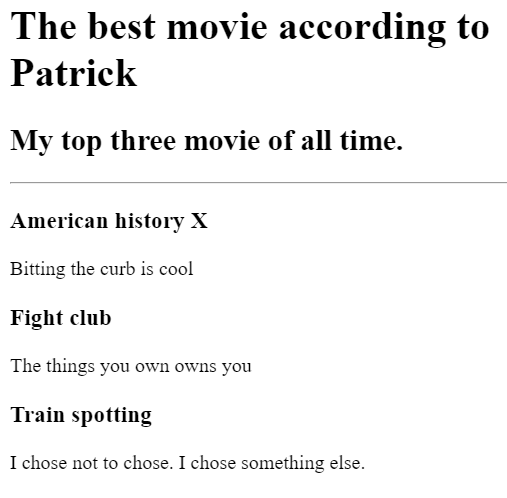 The best movie according to
Patrick
My top three movie of all time.
American history X
Bitting the curb is cool
Fight club
The things you own owns you
Train spotting
I chose not to chose. I chose something else.